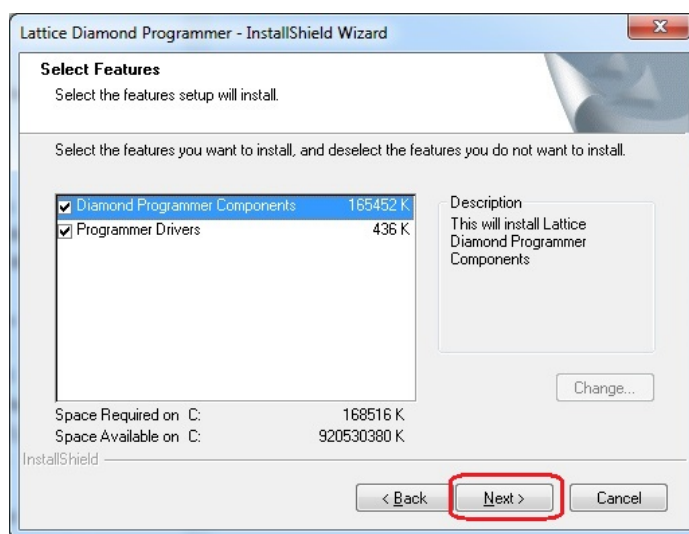 Lattice Diamond Programmer - InstallShield Wizard
Select Features
Select the features setup will install.
Select the features you want to install, and deselect the features you do not want to install.
Diamond Programmer Components 165452 K
Programmer Drivers 436 K
Description
This will install Lattice
Diamond Programmer
Components
Change...
Space Required on C: 168516 K
Space Available on C: 920530380 K
InstallShield
< Back Next > Cancel